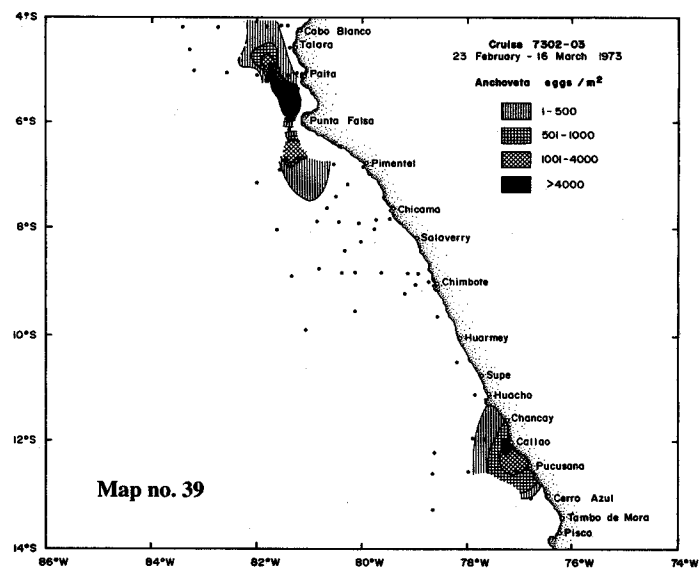 4°S
Cabo Blanco
Talara
Cruise 7302-03
23 February - 16 March 1973
Paita
Anchoveta eggs /m²
1-500
6°S
Punta Falsa
501-1000
1001-4000
Pimentel
>4000
Chicama
8°S
Salaverry
Chimbote
10°S
Huarmey
Supe
Huacho
Chancay
12°S
Callao
Pucusana
Map no. 39
Cerro Azul
Tambo de Mora
Pisco
14°S
86°W
84°W
82°W
80°W
78°W
76°W
74°W